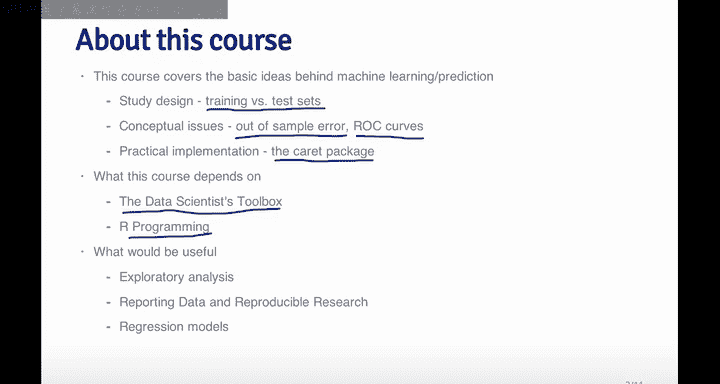 About this course
· This course covers the basic ideas behind machine learning/prediction
- Study design - training vs. test sets
- Conceptual issues - out of sample error, ROC curves
- Practical implementation - the caret package
· What this course depends on
- The Data Scientist's Toolbox
- R Programming
· What would be useful
- Exploratory analysis
- Reporting Data and Reproducible Research
- Regression models